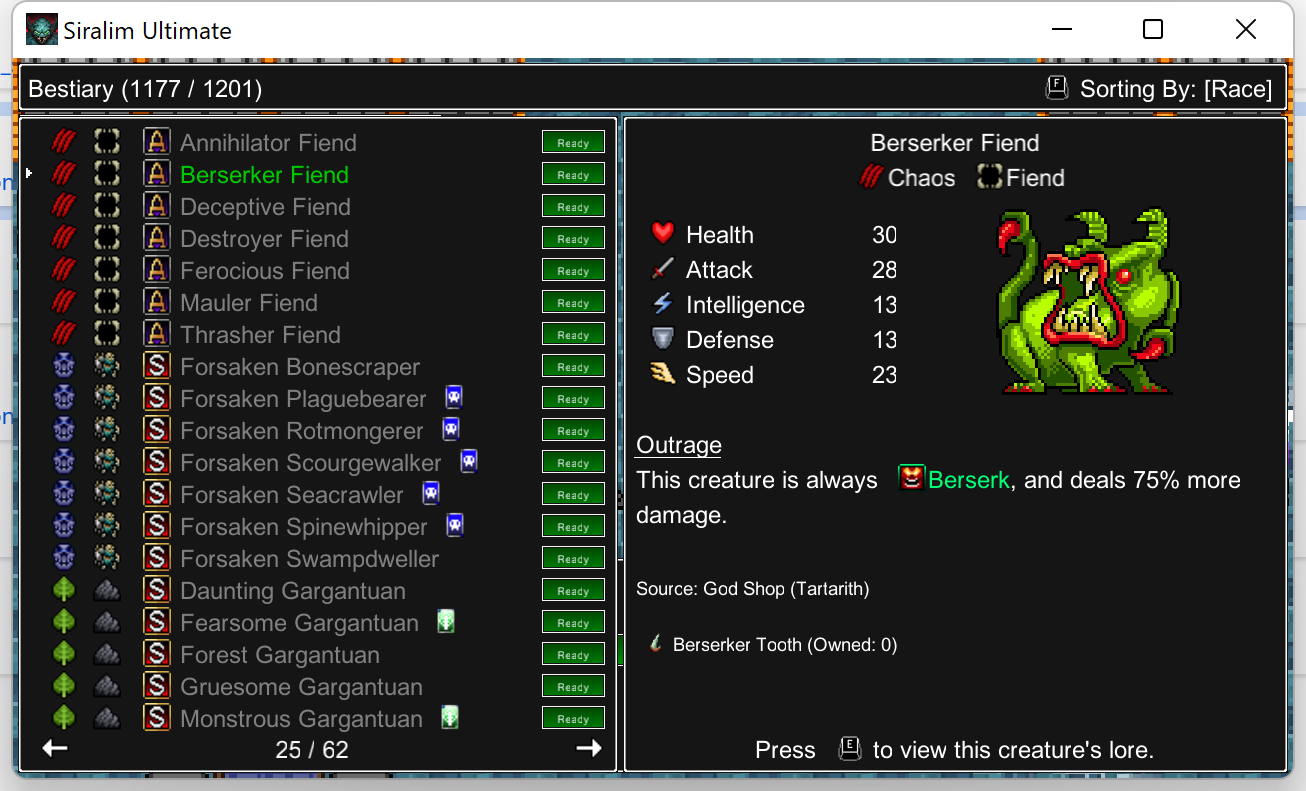 Siralim Ultimate
Bestiary (1177 / 1201)
F Sorting By: [Race]
A Annihilator Fiend Ready
A Berserker Fiend Ready
A Deceptive Fiend Ready
A Destroyer Fiend Ready
A Ferocious Fiend Ready
A Mauler Fiend Ready
A Thrasher Fiend Ready
S Forsaken Bonescraper Ready
S Forsaken Plaguebearer Ready
S Forsaken Rotmongerer Ready
S Forsaken Scourgewalker Ready
S Forsaken Seacrawler Ready
S Forsaken Spinewhipper Ready
S Forsaken Swampdweller Ready
S Daunting Gargantuan Ready
S Fearsome Gargantuan Ready
S Forest Gargantuan Ready
S Gruesome Gargantuan Ready
S Monstrous Gargantuan Ready
25 / 62
Berserker Fiend
Chaos Fiend
Health 30
Attack 28
Intelligence 13
Defense 13
Speed 23
Outrage
This creature is always Berserk, and deals 75% more
damage.
Source: God Shop (Tartarith)
Berserker Tooth (Owned: 0)
Press E to view this creature's lore.